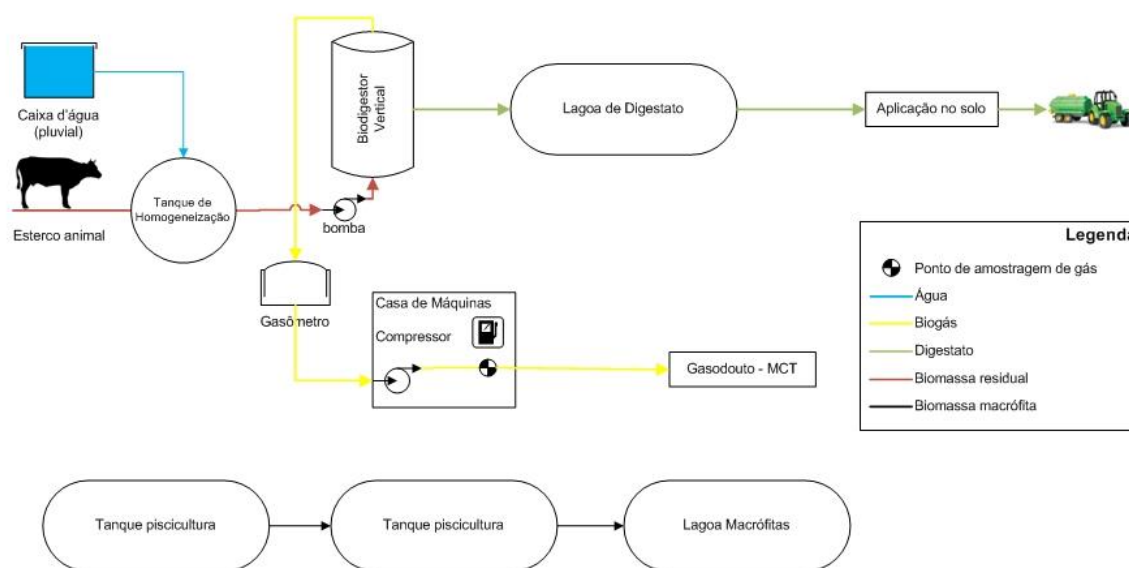 Caixa d'água
(pluvial)
Esterco animal
Tanque de
Homogeneização
bomba
Biodigestor
Vertical
Lagoa de Digestato
Aplicação no solo
Gasômetro
Casa de Máquinas
Compressor
Gasodouto - MCT
Legenda
Ponto de amostragem de gás
Água
Biogás
Digestato
Biomassa residual
Biomassa macrófita
Tanque piscicultura
Tanque piscicultura
Lagoa Macrófitas